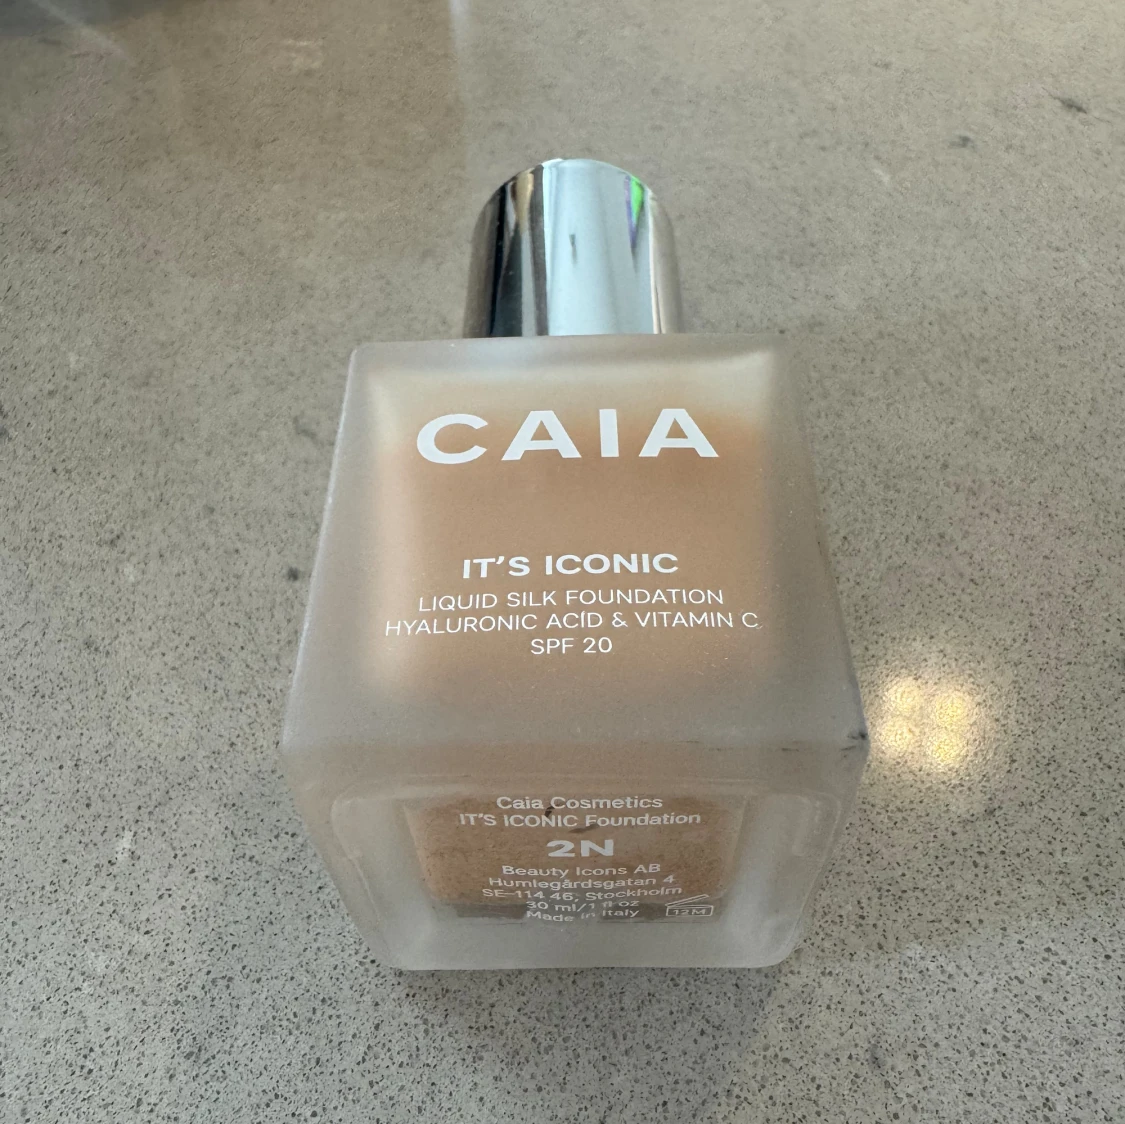 CAIA
IT'S ICONIC
LIQUID SILK FOUNDATION
HYALURONIC ACID & VITAMIN C
SPF 20
Caia Cosmetics
IT'S ICONIC Foundation
2N
Beauty Icons AB
Humlegårdsgatan 4
SE-114 46, Stockholm
30 ml/1 fl oz
Made in Italy
12M